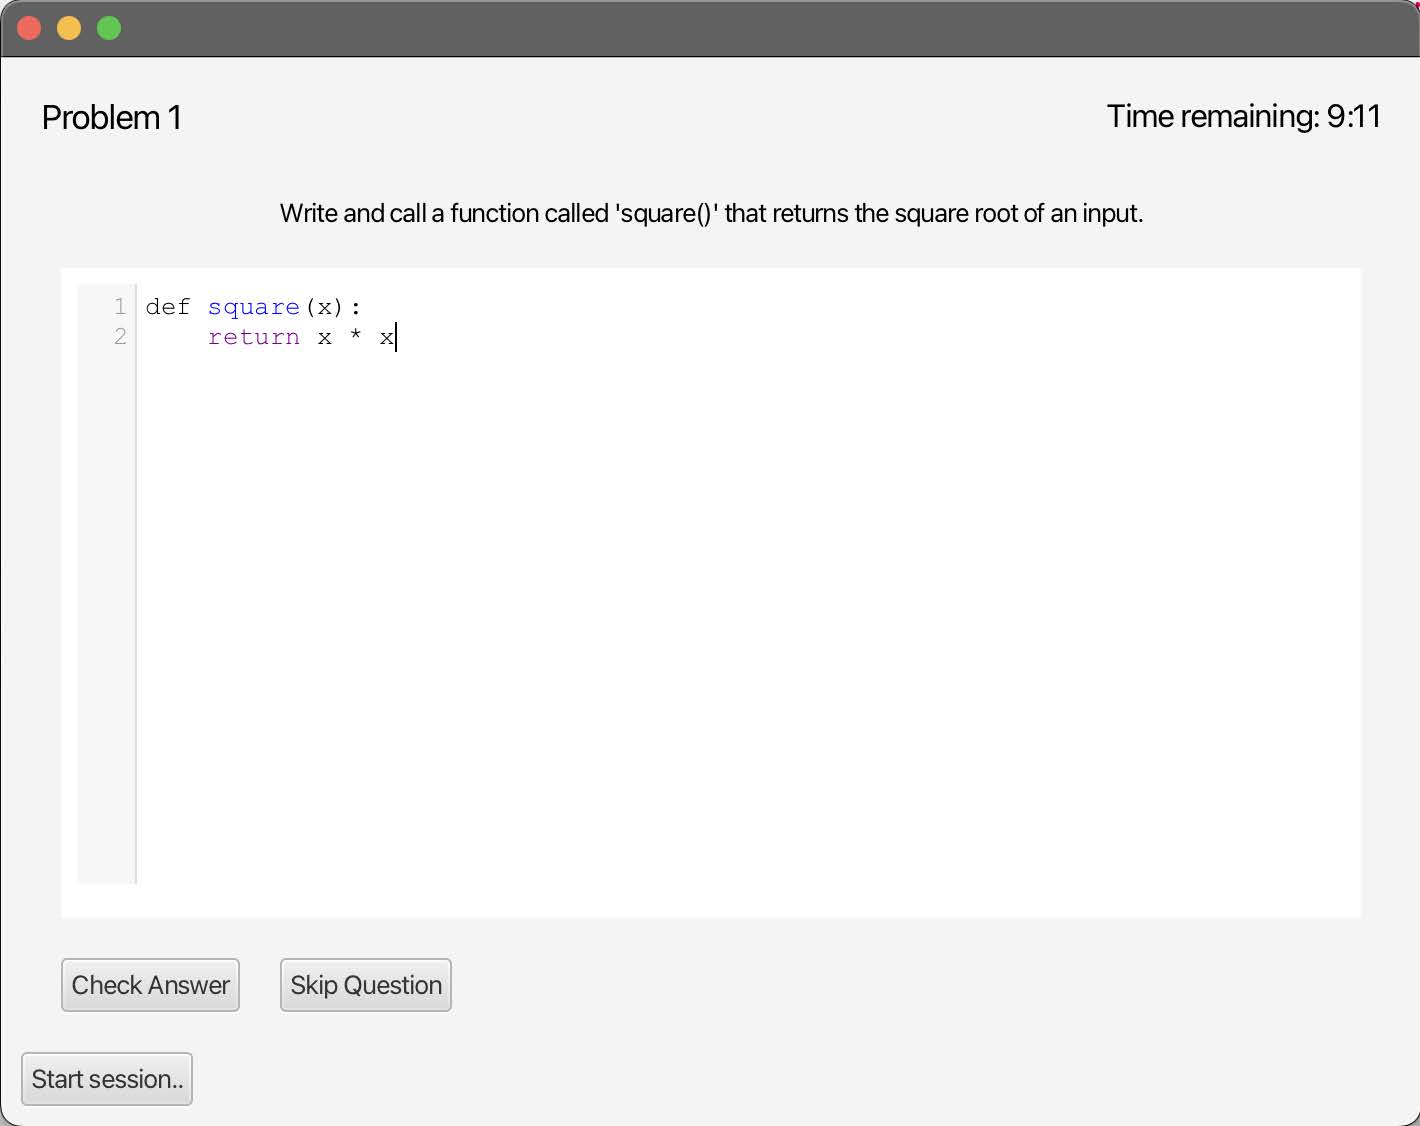 Problem 1
Time remaining: 9:11
Write and call a function called 'square()' that returns the square root of an input.
1 def square(x):
2     return x * x
Check Answer
Skip Question
Start session..